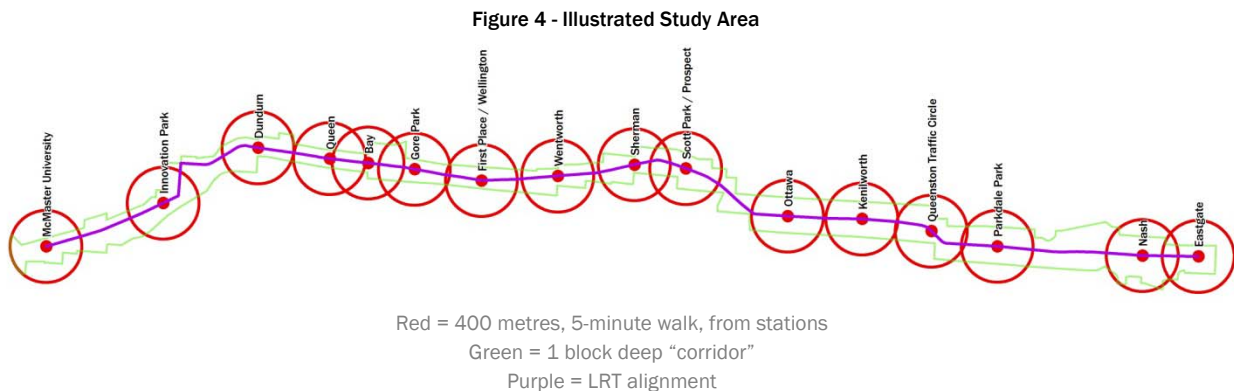 Figure 4 - Illustrated Study Area
McMaster University
Innovation Park
Dundurn
Queen
Bay
Gore Park
First Place / Wellington
Wentworth
Sherman
Scott Park / Prospect
Ottawa
Kenilworth
Queenston Traffic Circle
Parkdale Park
Nash
Eastgate
Red = 400 metres, 5-minute walk, from stations
Green = 1 block deep “corridor”
Purple = LRT alignment